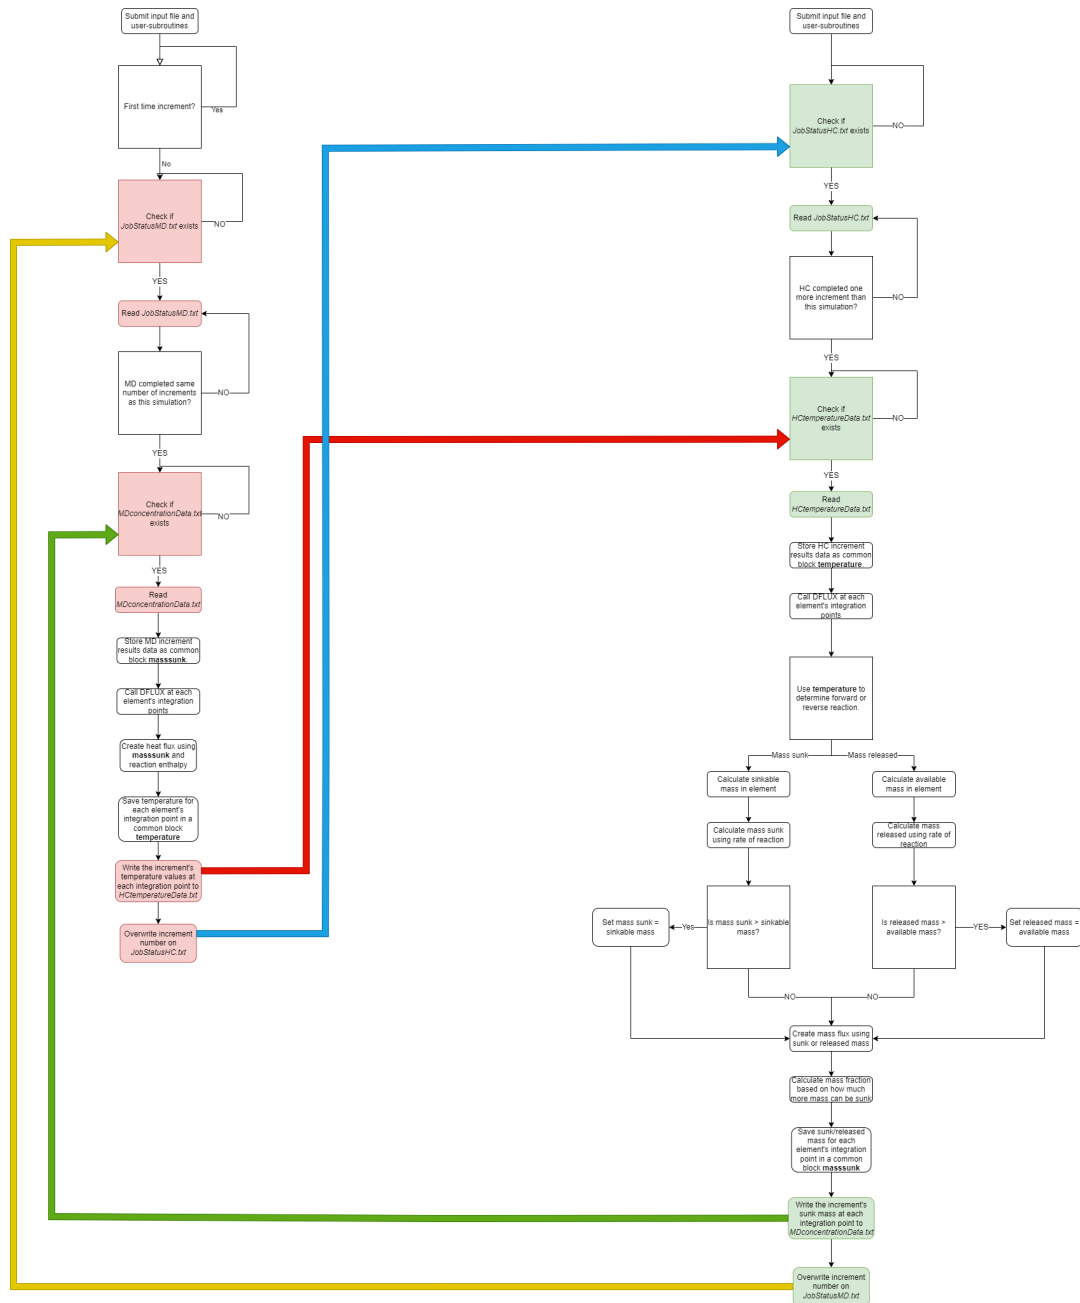 Submit input file and
user-subroutines
First time increment?
Yes
No
Check if
JobStatusMD.txt exists
NO
YES
Read JobStatusMD.txt
MD completed same
number of increments
as this simulation?
NO
YES
Check if
MDconcentrationData.txt
exists
NO
YES
Read
MDconcentrationData.txt
Store MD increment
results data as common
block masssunk.
Call DFLUX at each
element's integration
points
Create heat flux using
masssunk and
reaction enthalpy
Save temperature for
each element's
integration point in a
common block
temperature
Write the increment's
temperature values at
each integration point to
HCtemperatureData.txt
Overwrite increment
number on
JobStatusHC.txt
Submit input file and
user-subroutines
Check if
JobStatusHC.txt exists
NO
YES
Read JobStatusHC.txt
HC completed one
more increment than
this simulation?
NO
YES
Check if
HCtemperatureData.txt
exists
NO
YES
Read
HCtemperatureData.txt
Store HC increment
results data as common
block temperature.
Call DFLUX at each
element's integration
points
Use temperature to
determine forward or
reverse reaction.
Mass sunk
Mass released
Calculate sinkable
mass in element
Calculate available
mass in element
Calculate mass sunk
using rate of reaction
Calculate mass
released using rate of
reaction
Set mass sunk =
sinkable mass
Yes
Is mass sunk > sinkable
mass?
Is released mass >
available mass?
YES
Set released mass =
available mass
NO
NO
Create mass flux using
sunk or released mass
Calculate mass fraction
based on how much
more mass can be sunk
Save sunk/released
mass for each
element's integration
point in a common
block masssunk
Write the increment's
sunk mass at each
integration point to
MDconcentrationData.txt
Overwrite increment
number on
JobStatusMD.txt